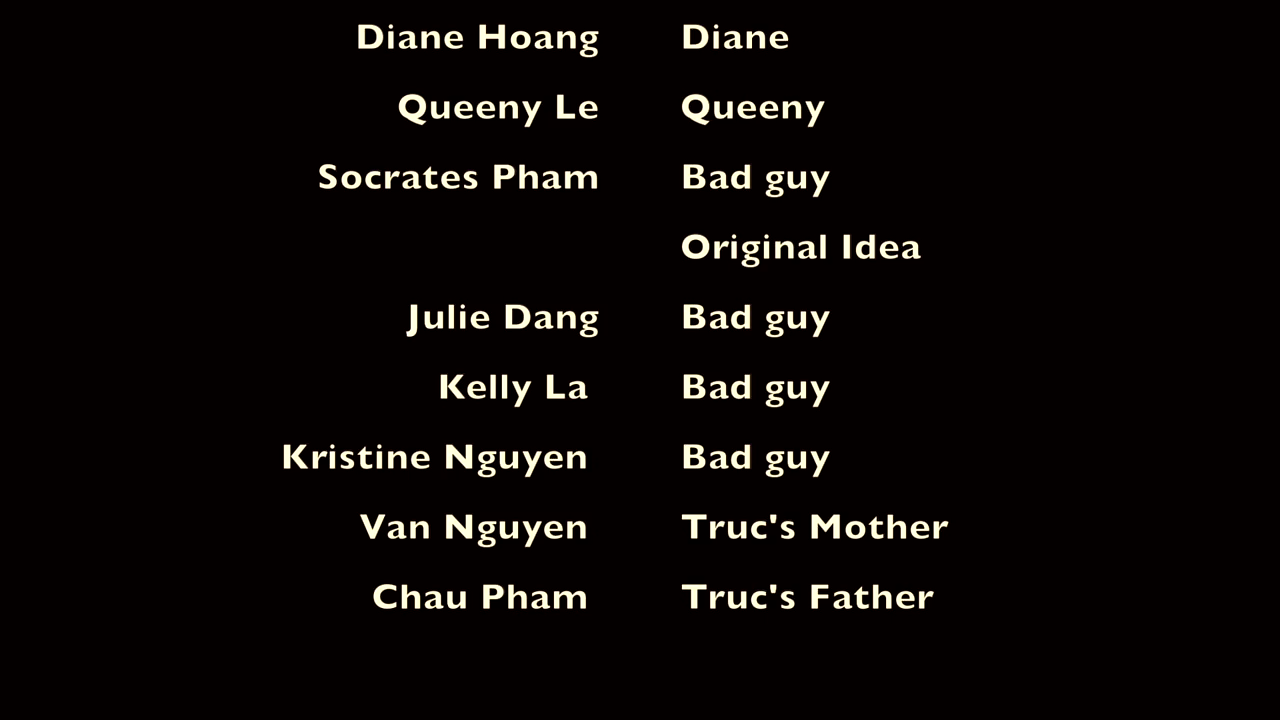 Diane Hoang Diane
Queeny Le Queeny
Socrates Pham Bad guy
Original Idea
Julie Dang Bad guy
Kelly La Bad guy
Kristine Nguyen Bad guy
Van Nguyen Truc's Mother
Chau Pham Truc's Father